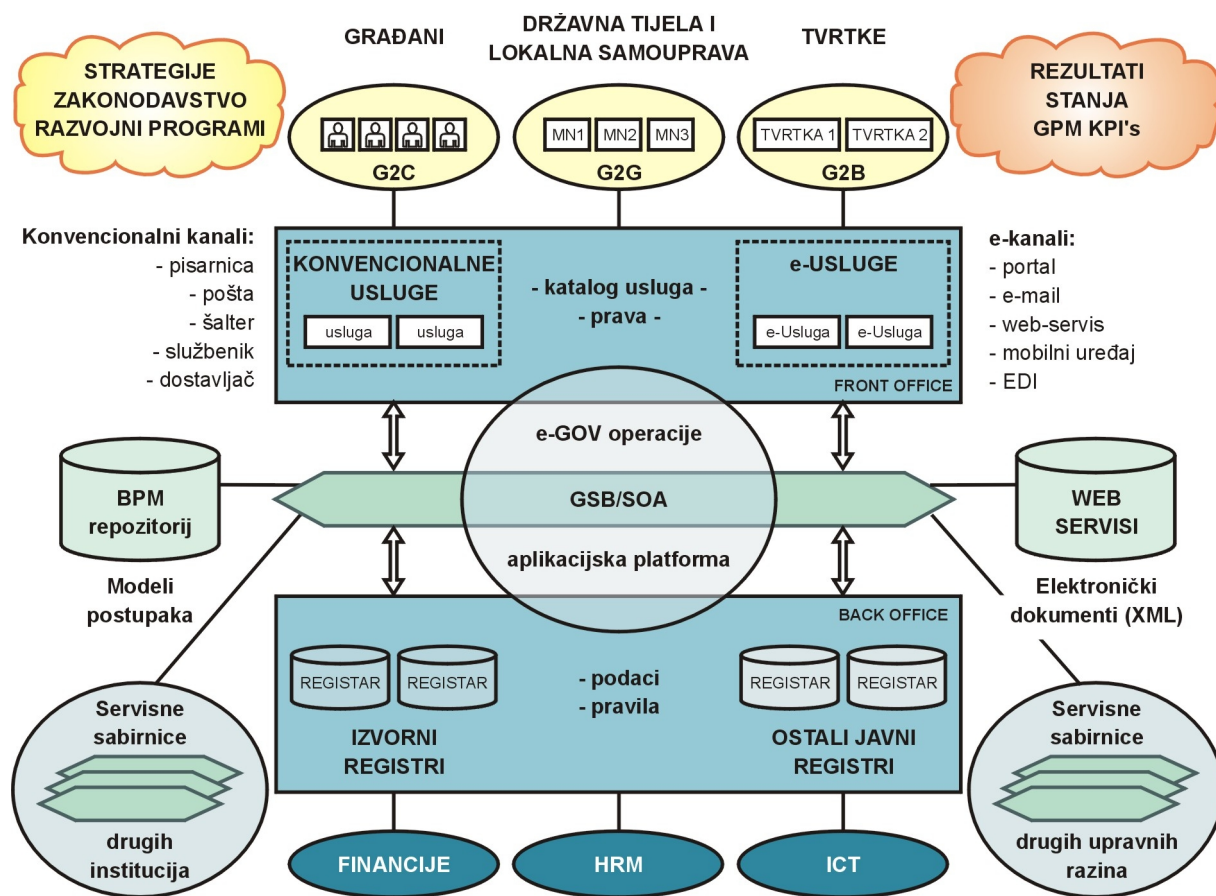 GRAĐANI
DRŽAVNA TIJELA I
LOKALNA SAMOUPRAVA
TVRTKE
STRATEGIJE
ZAKONODAVSTVO
RAZVOJNI PROGRAMI
REZULTATI
STANJA
GPM KPI's
MN1 MN2 MN3
TVRTKA 1 TVRTKA 2
G2C
G2G
G2B
Konvencionalni kanali:
- pisarnica
- pošta
- šalter
- službenik
- dostavljač
KONVENCIONALNE
USLUGE
usluga usluga
- katalog usluga -
- prava -
e-USLUGE
e-Usluga e-Usluga
FRONT OFFICE
e-kanali:
- portal
- e-mail
- web-servis
- mobilni uređaj
- EDI
e-GOV operacije
GSB/SOA
aplikacijska platforma
BPM
repozitorij
Modeli
postupaka
WEB
SERVISI
Elektronički
dokumenti (XML)
BACK OFFICE
REGISTAR REGISTAR
IZVORNI
REGISTRI
- podaci
- pravila
REGISTAR REGISTAR
OSTALI JAVNI
REGISTRI
Servisne
sabirnice
drugih
institucija
Servisne
sabirnice
drugih upravnih
razina
FINANCIJE
HRM
ICT